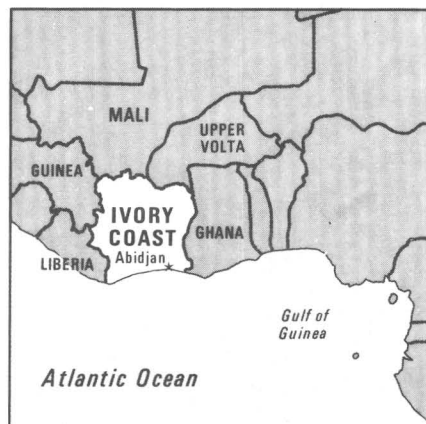 MALI
UPPER
VOLTA
GUINEA
IVORY
COAST
Abidjan
GHANA
LIBERIA
Gulf of
Guinea
Atlantic Ocean